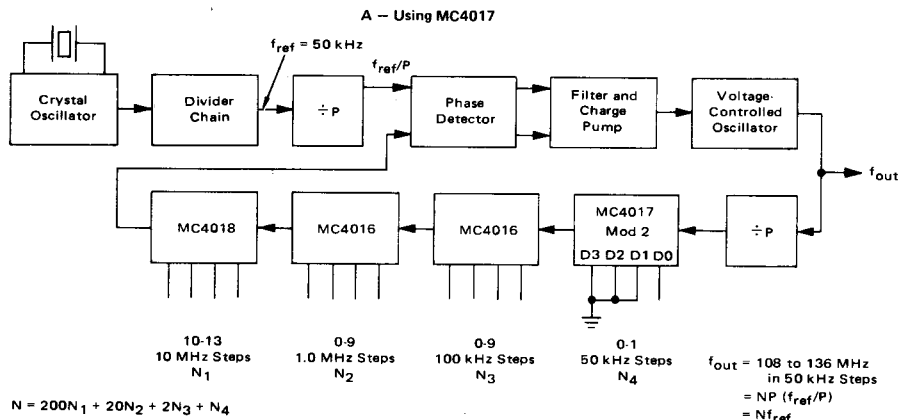 A — Using MC4017
f_ref = 50 kHz
f_ref/P
Crystal
Oscillator
Divider
Chain
÷P
Phase
Detector
Filter and
Charge
Pump
Voltage-
Controlled
Oscillator
f_out
MC4018
MC4016
MC4016
MC4017
Mod 2
D3 D2 D1 D0
÷P
10-13
10 MHz Steps
N₁
0-9
1.0 MHz Steps
N₂
0-9
100 kHz Steps
N₃
0-1
50 kHz Steps
N₄
f_out = 108 to 136 MHz
in 50 kHz Steps
= NP (f_ref/P)
= Nf_ref
N = 200N₁ + 20N₂ + 2N₃ + N₄